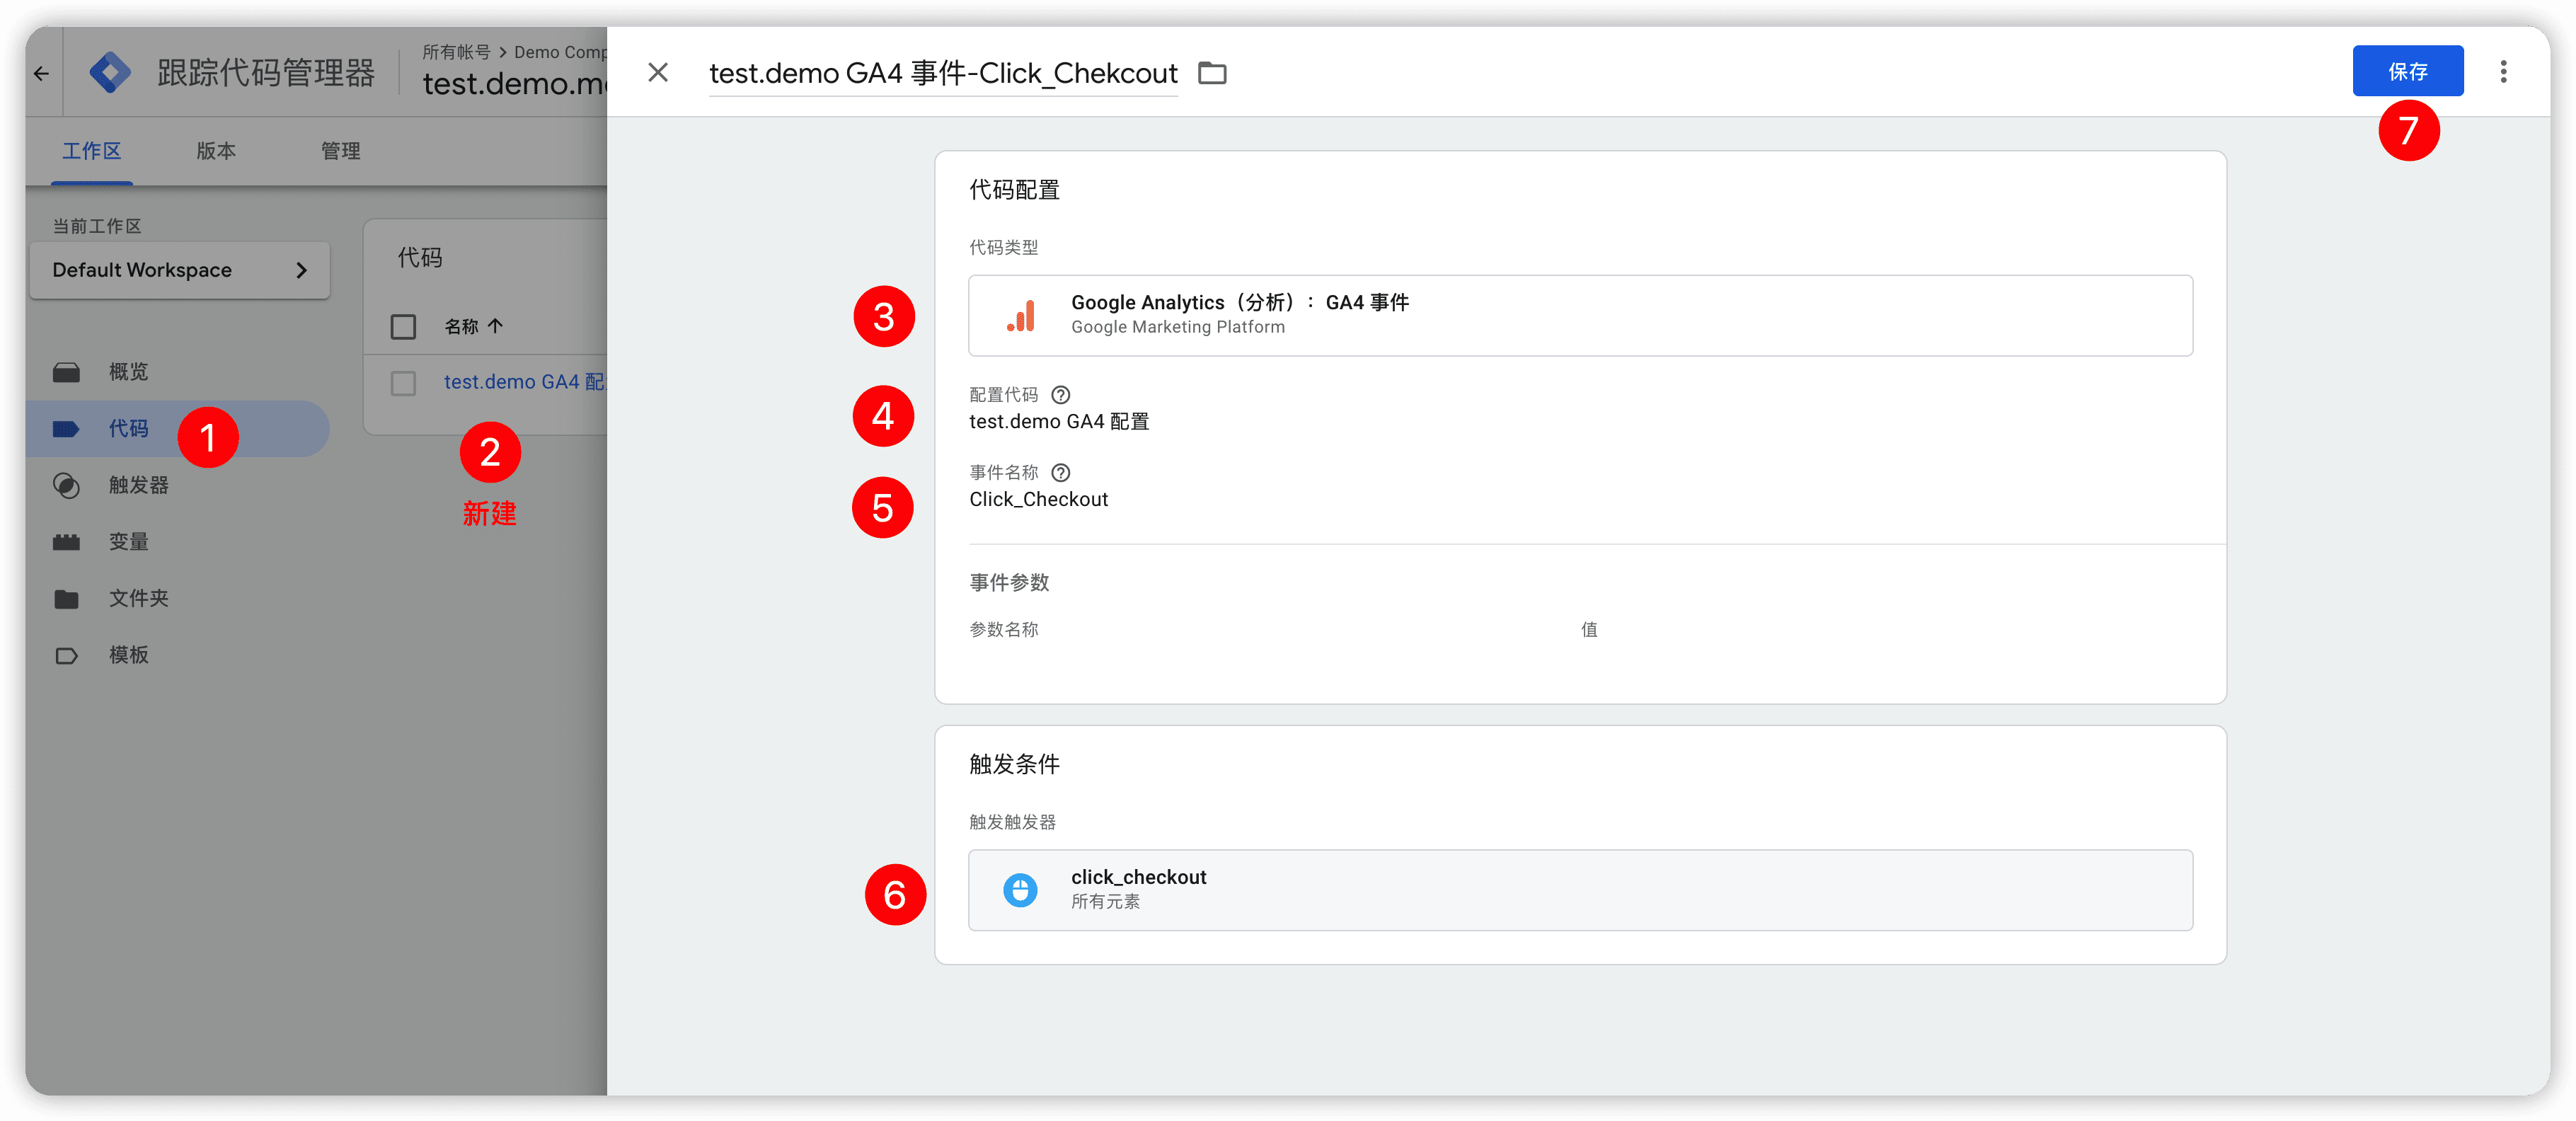 跟踪代码管理器
所有帐号 > Demo Comp
test.demo.m
工作区
版本
管理
当前工作区
Default Workspace
概览
代码
1
触发器
变量
文件夹
模板
代码
名称
test.demo GA4 配
2
新建
test.demo GA4 事件-Click_Chekcout
保存
7
代码配置
代码类型
3
Google Analytics（分析）：GA4 事件
Google Marketing Platform
4
配置代码
test.demo GA4 配置
5
事件名称
Click_Checkout
事件参数
参数名称
值
触发条件
触发触发器
6
click_checkout
所有元素